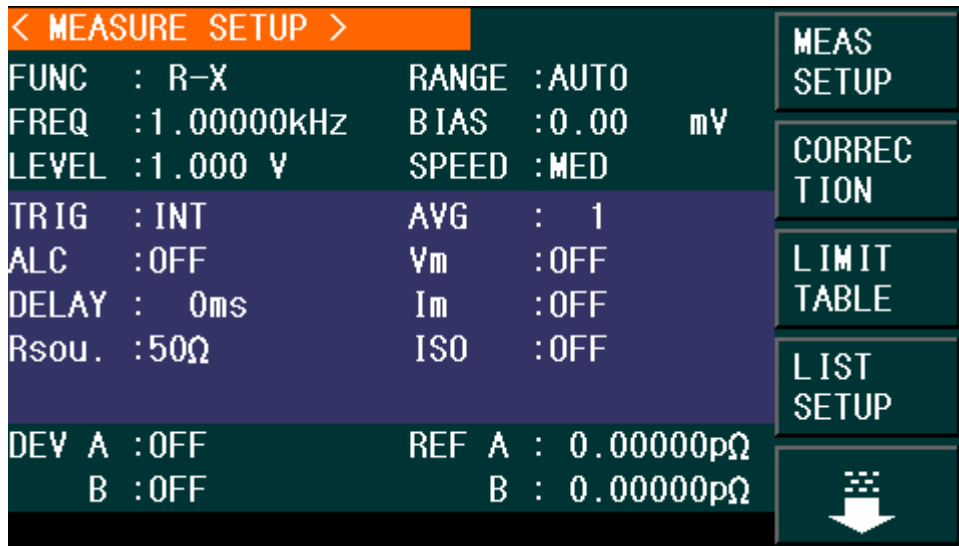 < MEASURE SETUP >
FUNC : R-X RANGE :AUTO
FREQ :1.00000kHz BIAS :0.00 mV
LEVEL :1.000 V SPEED :MED
TRIG :INT AVG : 1
ALC :OFF Vm :OFF
DELAY : 0ms Im :OFF
Rsou. :50Ω ISO :OFF
DEV A :OFF REF A : 0.00000pΩ
B :OFF B : 0.00000pΩ
MEAS
SETUP
CORREC
TION
LIMIT
TABLE
LIST
SETUP